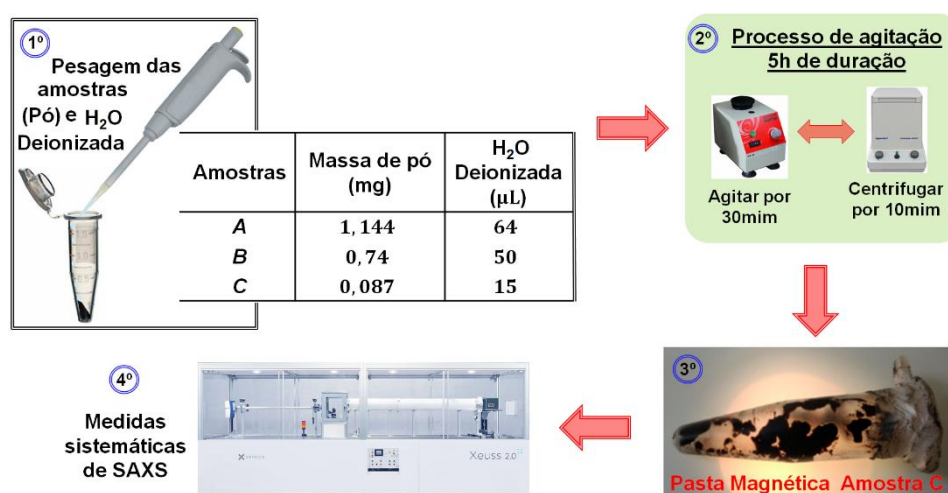 1º
Pesagem das
amostras
(Pó) e H₂O
Deionizada
Amostras
Massa de pó
(mg)
H₂O
Deionizada
(μL)
A 1,144 64
B 0,74 50
C 0,087 15
2º Processo de agitação
5h de duração
Agitar por
30mim
Centrifugar
por 10mim
3º
Pasta Magnética Amostra C
4º
Medidas
sistemáticas
de SAXS
xenocs
Xeuss 2.0